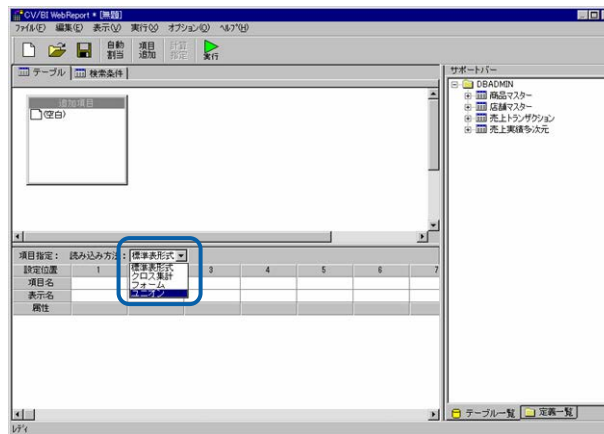 CV/BI WebReport * [無題]
ファイル(F) 編集(E) 表示(V) 実行(X) オプション(O) ヘルプ(H)
自動割当 項目追加 計算指定 実行
テーブル 検索条件
追加項目
(空白)
サポートバー
DBADMIN
商品マスター
店舗マスター
売上トランザクション
売上実績多次元
項目指定： 読み込み方法： 標準表形式
標準表形式
クロス集計
フォーム
ユニオン
設定位置 1 3 4 5 6 7
項目名
表示名
属性
テーブル一覧 定義一覧
レディ